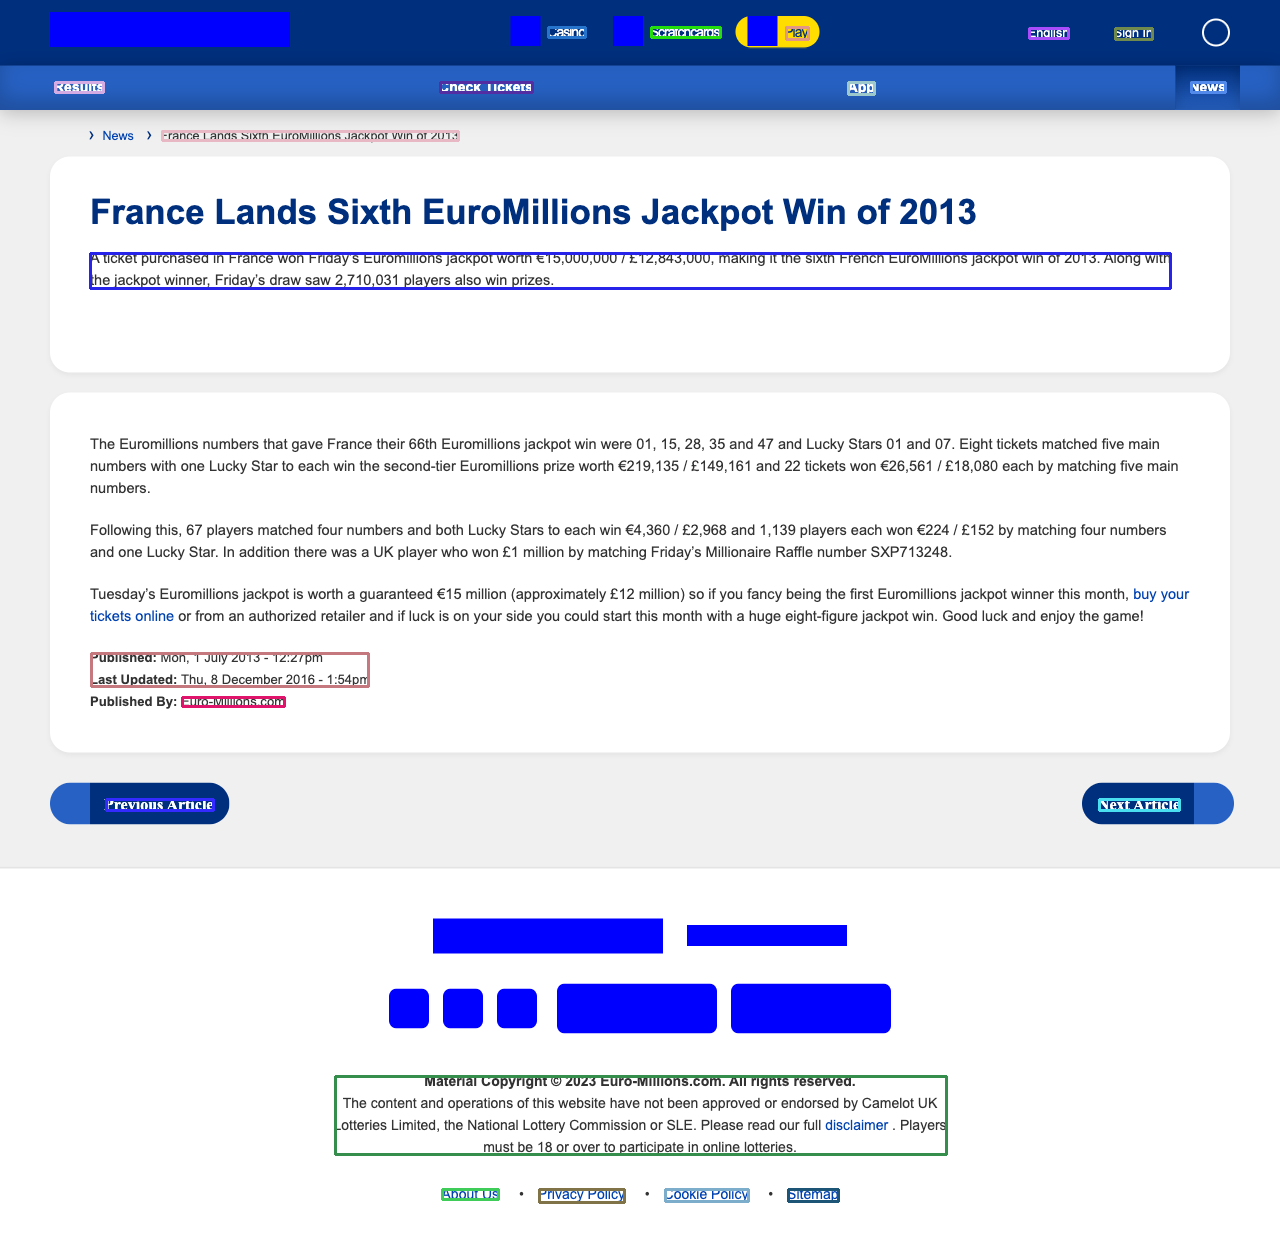 Casino
Scratchcards
Play
English
Sign In
Results
Check Tickets
App
News
› News › France Lands Sixth EuroMillions Jackpot Win of 2013
France Lands Sixth EuroMillions Jackpot Win of 2013
A ticket purchased in France won Friday's Euromillions jackpot worth €15,000,000 / £12,843,000, making it the sixth French EuroMillions jackpot win of 2013. Along with
the jackpot winner, Friday's draw saw 2,710,031 players also win prizes.
The Euromillions numbers that gave France their 66th Euromillions jackpot win were 01, 15, 28, 35 and 47 and Lucky Stars 01 and 07. Eight tickets matched five main
numbers with one Lucky Star to each win the second-tier Euromillions prize worth €219,135 / £149,161 and 22 tickets won €26,561 / £18,080 each by matching five main
numbers.
Following this, 67 players matched four numbers and both Lucky Stars to each win €4,360 / £2,968 and 1,139 players each won €224 / £152 by matching four numbers
and one Lucky Star. In addition there was a UK player who won £1 million by matching Friday's Millionaire Raffle number SXP713248.
Tuesday's Euromillions jackpot is worth a guaranteed €15 million (approximately £12 million) so if you fancy being the first Euromillions jackpot winner this month, buy your
tickets online or from an authorized retailer and if luck is on your side you could start this month with a huge eight-figure jackpot win. Good luck and enjoy the game!
Published: Mon, 1 July 2013 - 12:27pm
Last Updated: Thu, 8 December 2016 - 1:54pm
Published By: Euro-Millions.com
Previous Article
Next Article
Material Copyright © 2023 Euro-Millions.com. All rights reserved.
The content and operations of this website have not been approved or endorsed by Camelot UK
Lotteries Limited, the National Lottery Commission or SLE. Please read our full disclaimer . Players
must be 18 or over to participate in online lotteries.
About Us • Privacy Policy • Cookie Policy • Sitemap